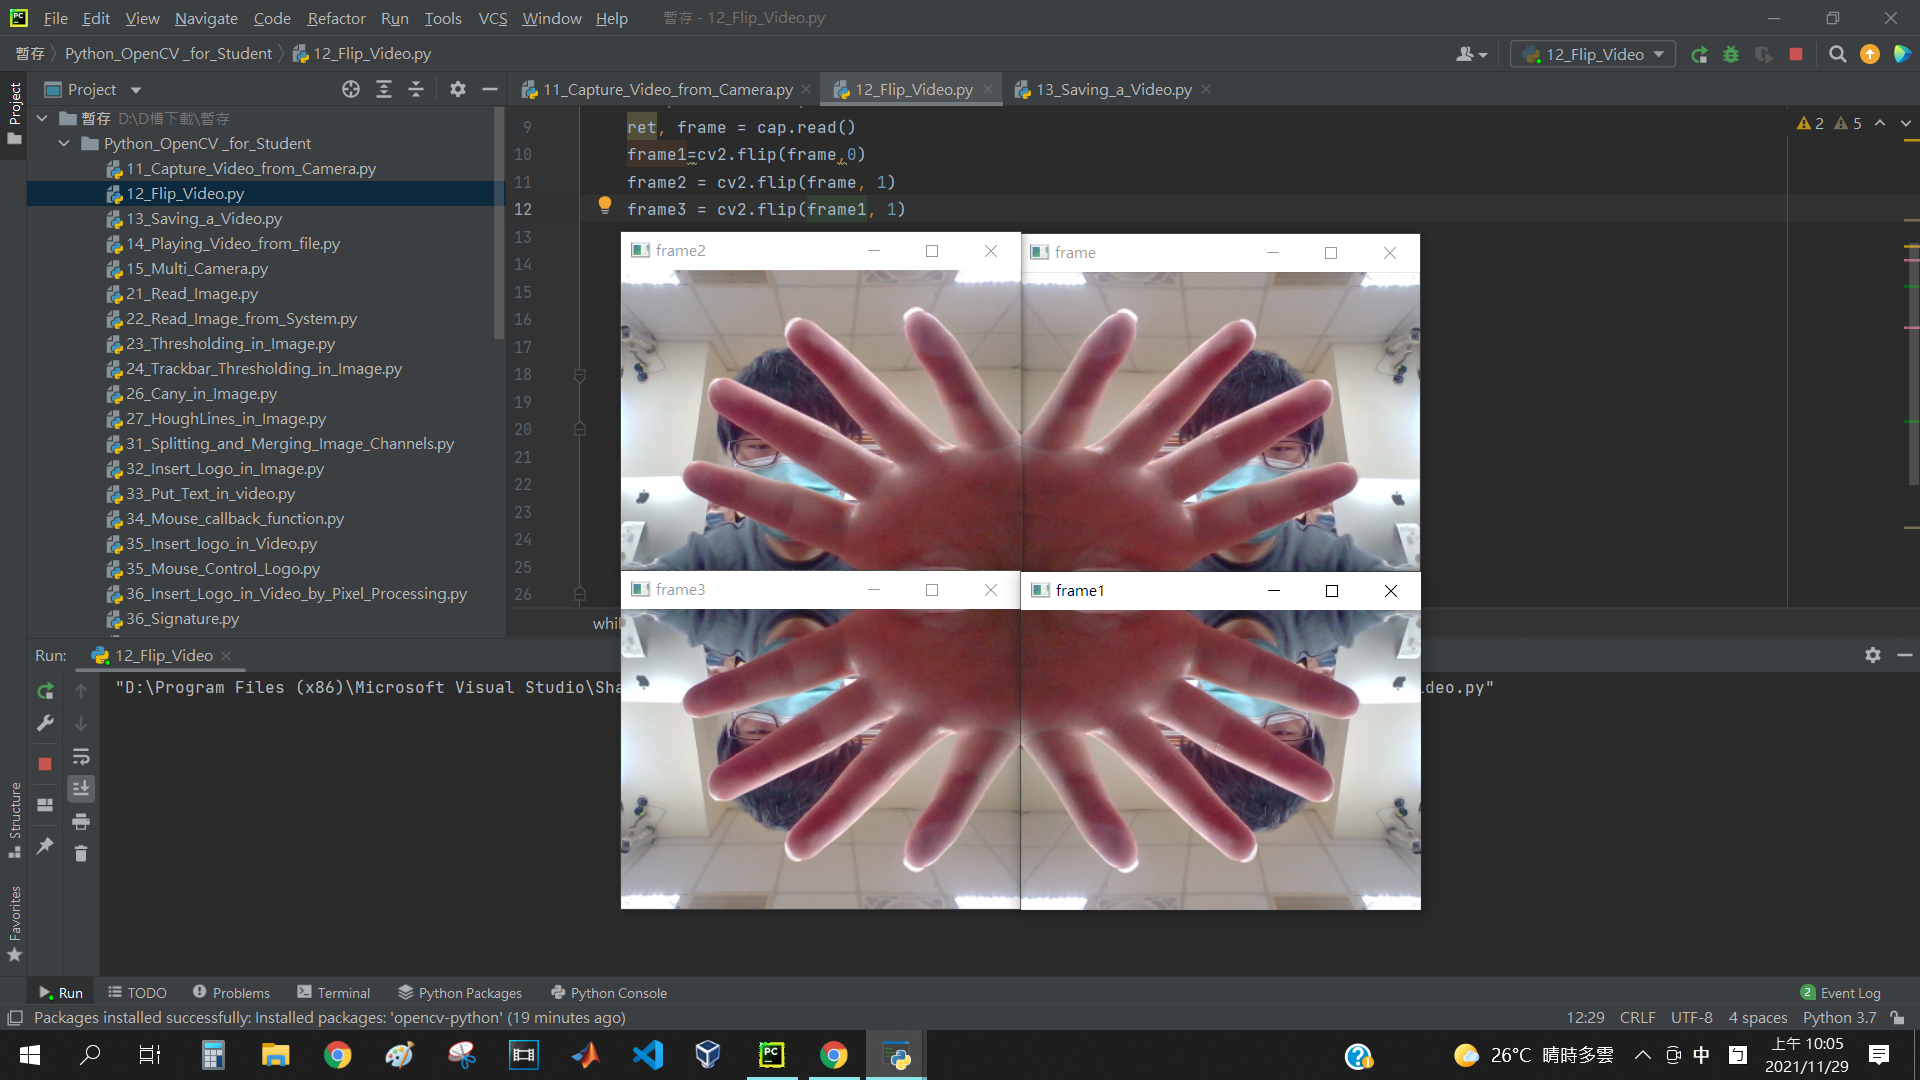 File Edit View Navigate Code Refactor Run Tools VCS Window Help 暫存 - 12_Flip_Video.py
暫存 Python_OpenCV _for_Student 12_Flip_Video.py
12_Flip_Video
Project
Project
11_Capture_Video_from_Camera.py
12_Flip_Video.py
13_Saving_a_Video.py
暫存 D:\D槽下載\暫存
Python_OpenCV _for_Student
11_Capture_Video_from_Camera.py
12_Flip_Video.py
13_Saving_a_Video.py
14_Playing_Video_from_file.py
15_Multi_Camera.py
21_Read_Image.py
22_Read_Image_from_System.py
23_Thresholding_in_Image.py
24_Trackbar_Thresholding_in_Image.py
26_Cany_in_Image.py
27_HoughLines_in_Image.py
31_Splitting_and_Merging_Image_Channels.py
32_Insert_Logo_in_Image.py
33_Put_Text_in_video.py
34_Mouse_callback_function.py
35_Insert_logo_in_Video.py
35_Mouse_Control_Logo.py
36_Insert_Logo_in_Video_by_Pixel_Processing.py
36_Signature.py
9 ret, frame = cap.read()
10 frame1=cv2.flip(frame,0)
11 frame2 = cv2.flip(frame, 1)
12 frame3 = cv2.flip(frame1, 1)
13
14
15
16
17
18
19
20
21
22
23
24
25
26
2 5
frame2
frame
frame3
frame1
whil
Run: 12_Flip_Video
"D:\Program Files (x86)\Microsoft Visual Studio\Sha
deo.py"
Structure
Favorites
Run TODO Problems Terminal Python Packages Python Console 2 Event Log
Packages installed successfully: Installed packages: 'opencv-python' (19 minutes ago) 12:29 CRLF UTF-8 4 spaces Python 3.7
26°C 晴時多雲 中 上午 10:05
2021/11/29